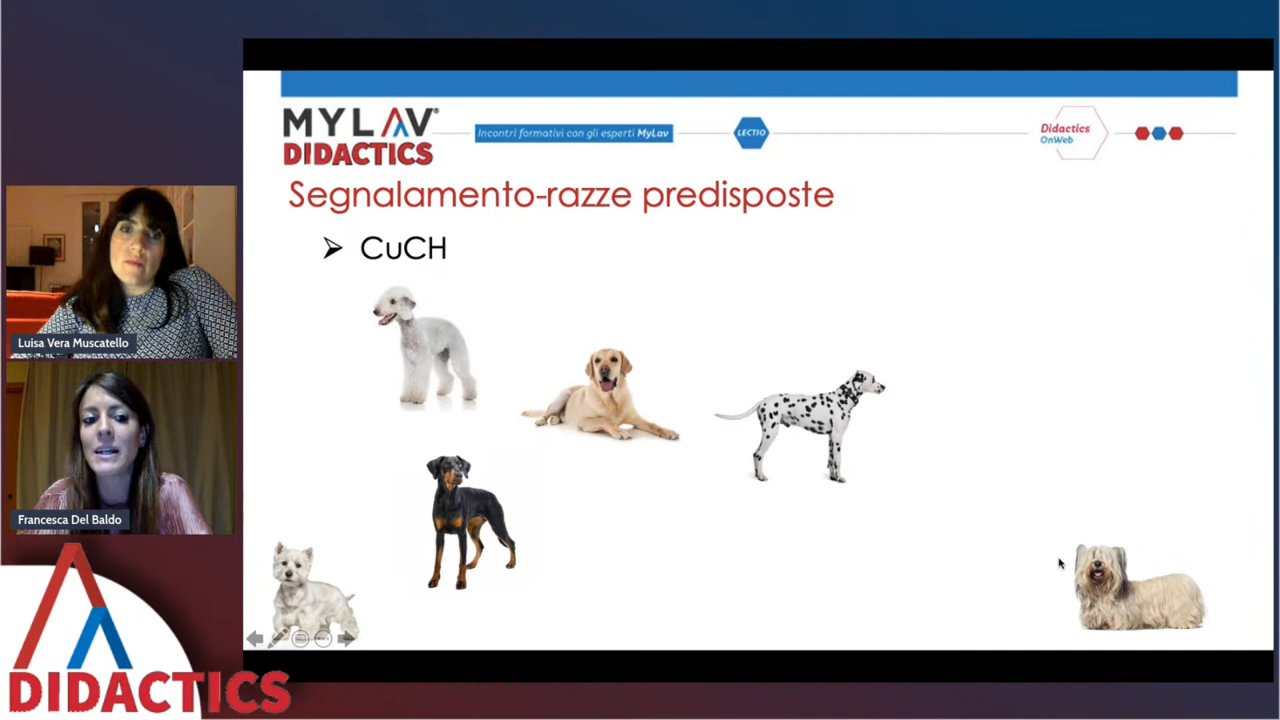 MYLAV®
DIDACTICS
Incontri formativi con gli esperti MyLav
LECTIO
Didactics
OnWeb
Segnalamento-razze predisposte
➢ CuCH
Luisa Vera Muscatello
Francesca Del Baldo
DIDACTICS